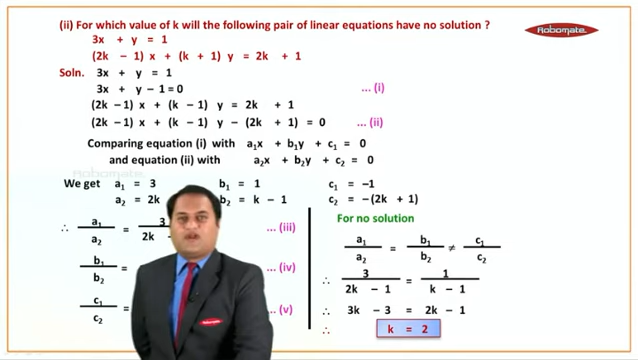 (ii) For which value of k will the following pair of linear equations have no solution ?
3x + y = 1
(2k − 1) x + (k + 1) y = 2k + 1
Soln. 3x + y = 1
3x + y − 1 = 0 ... (i)
(2k − 1) x + (k − 1) y = 2k + 1
(2k − 1) x + (k − 1) y − (2k + 1) = 0 ... (ii)
Comparing equation (i) with a₁x + b₁y + c₁ = 0
and equation (ii) with a₂x + b₂y + c₂ = 0
We get a₁ = 3 b₁ = 1 c₁ = −1
a₂ = 2k b₂ = k − 1 c₂ = −(2k + 1)
∴ a₁ / a₂ = 3 / 2k − ... (iii)
b₁ / b₂ = ... (iv)
c₁ / c₂ = ... (v)
For no solution
a₁ / a₂ = b₁ / b₂ ≠ c₁ / c₂
∴ 3 / 2k − 1 = 1 / k − 1
∴ 3k − 3 = 2k − 1
∴ k = 2
Robomate
Robomate